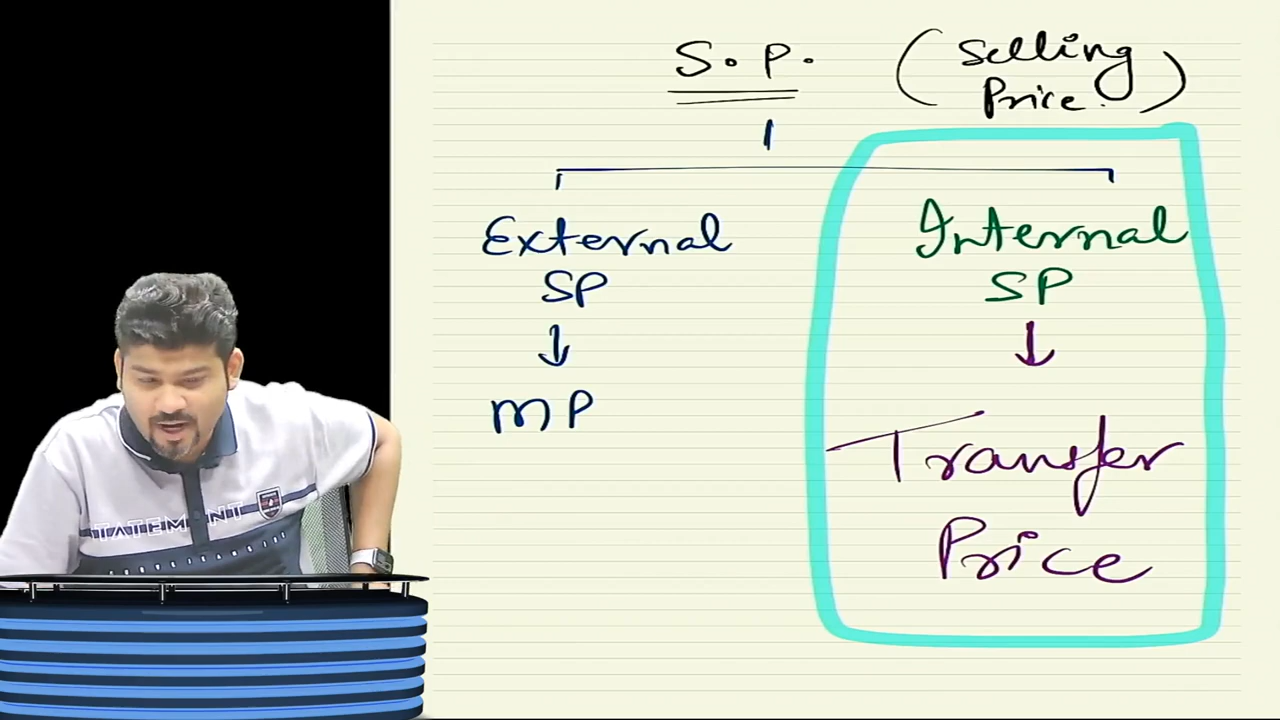 S. P. (Selling Price.)
External SP
↓
MP
Internal SP
↓
Transfer Price
TATEMENT